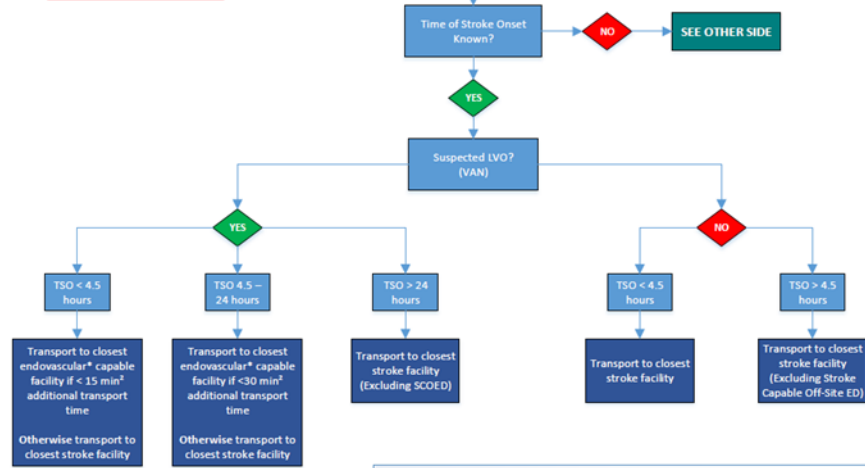 Time of Stroke Onset
Known?
NO
SEE OTHER SIDE
YES
Suspected LVO?
(VAN)
YES
NO
TSO < 4.5
hours
TSO 4.5 –
24 hours
TSO > 24
hours
TSO < 4.5
hours
TSO > 4.5
hours
Transport to closest
endovascular* capable
facility if < 15 min²
additional transport
time
Otherwise transport to
closest stroke facility
Transport to closest
endovascular* capable
facility if <30 min²
additional transport
time
Otherwise transport to
closest stroke facility
Transport to closest
stroke facility
(Excluding SCOED)
Transport to closest
stroke facility
Transport to closest
stroke facility
(Excluding Stroke
Capable Off-Site ED)